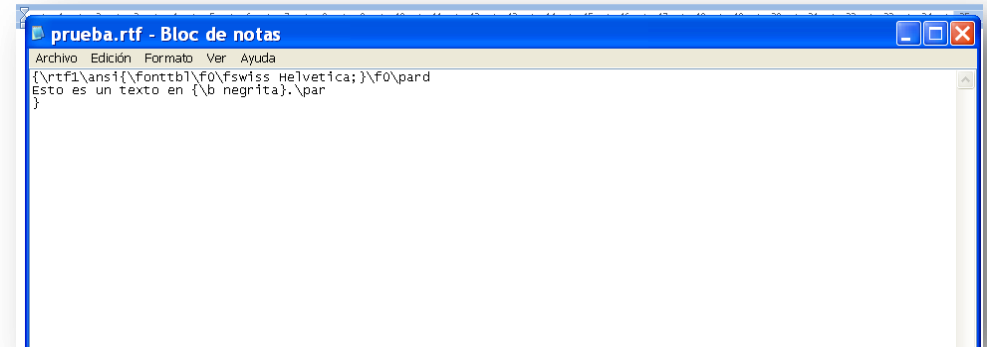 prueba.rtf - Bloc de notas
Archivo Edición Formato Ver Ayuda
{\rtf1\ansi{\fonttbl\f0\fswiss Helvetica;}\f0\pard
Esto es un texto en {\b negrita}.\par
}